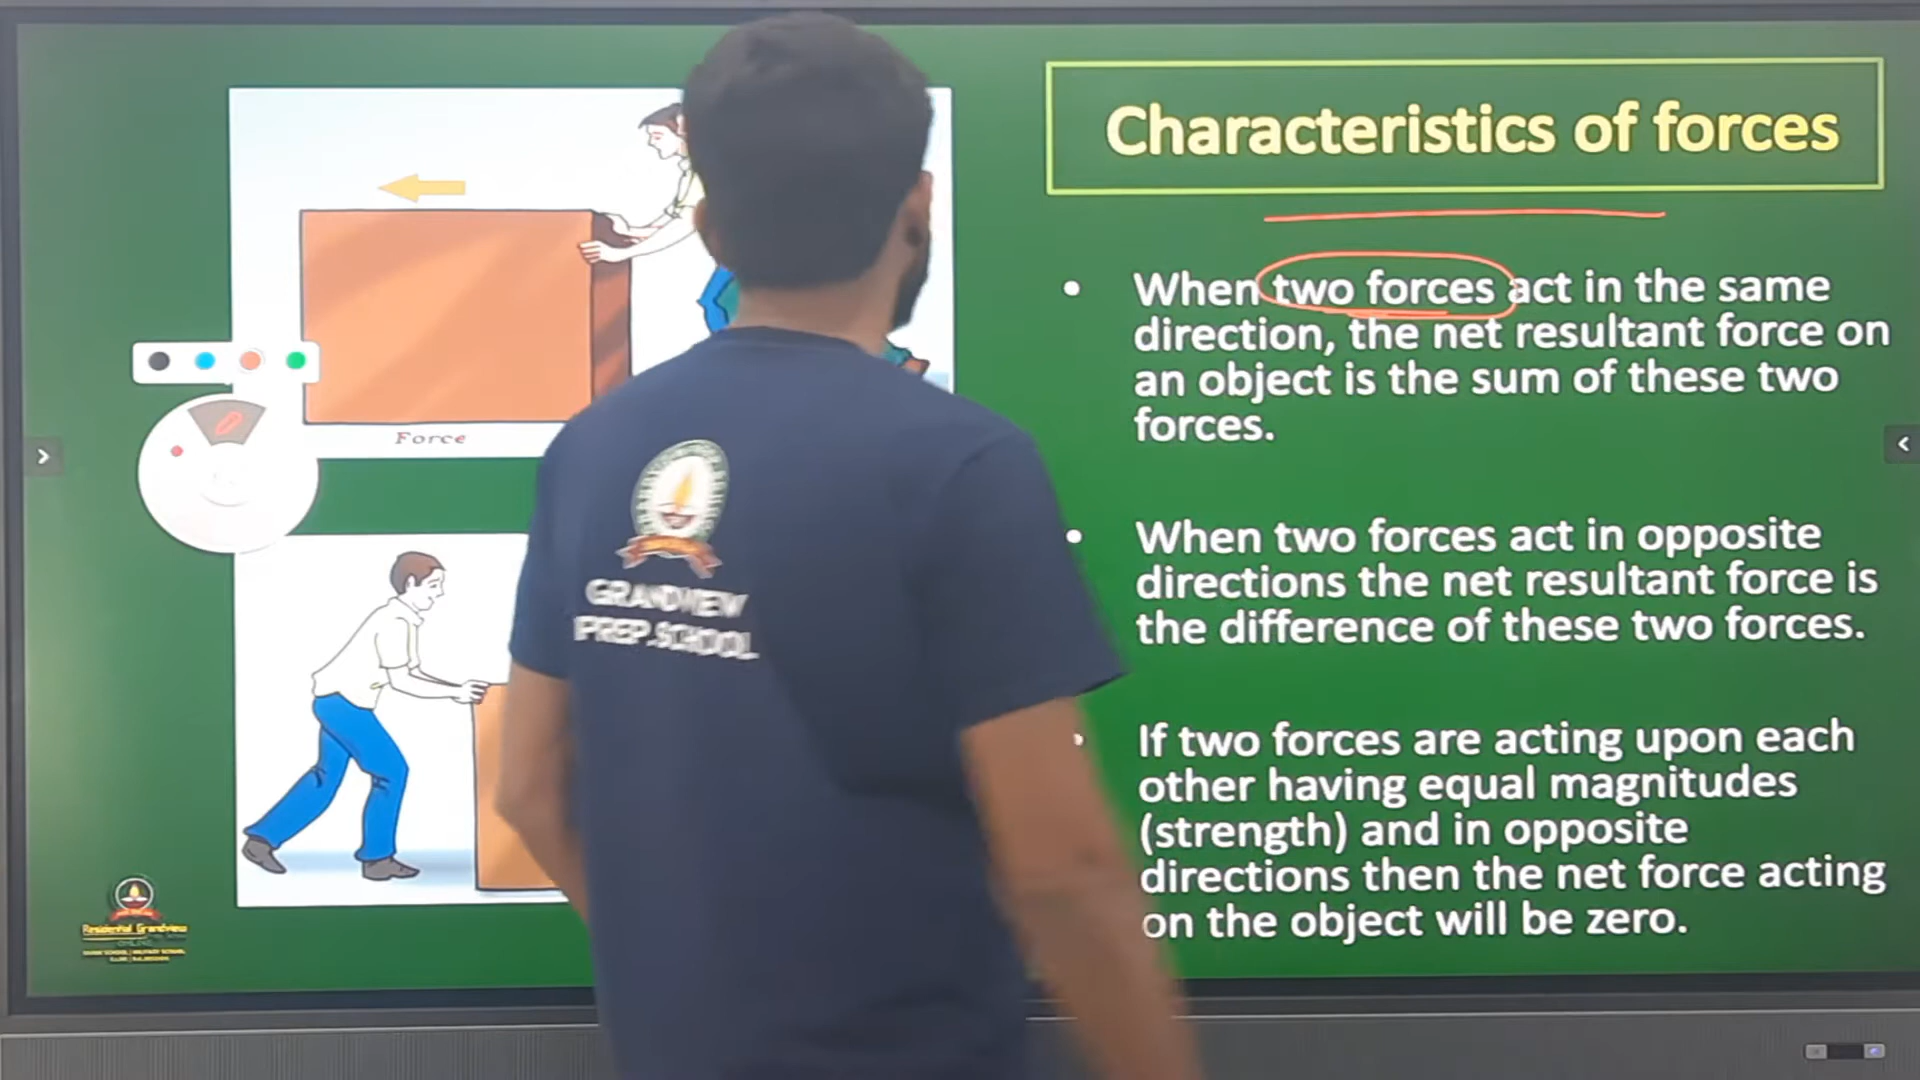 Characteristics of forces
• When two forces act in the same
direction, the net resultant force on
an object is the sum of these two
forces.
• When two forces act in opposite
directions the net resultant force is
the difference of these two forces.
• If two forces are acting upon each
other having equal magnitudes
(strength) and in opposite
directions then the net force acting
on the object will be zero.
Force
GRANDVIEW
PREP.SCHOOL
Residential Grandview
ONLINE